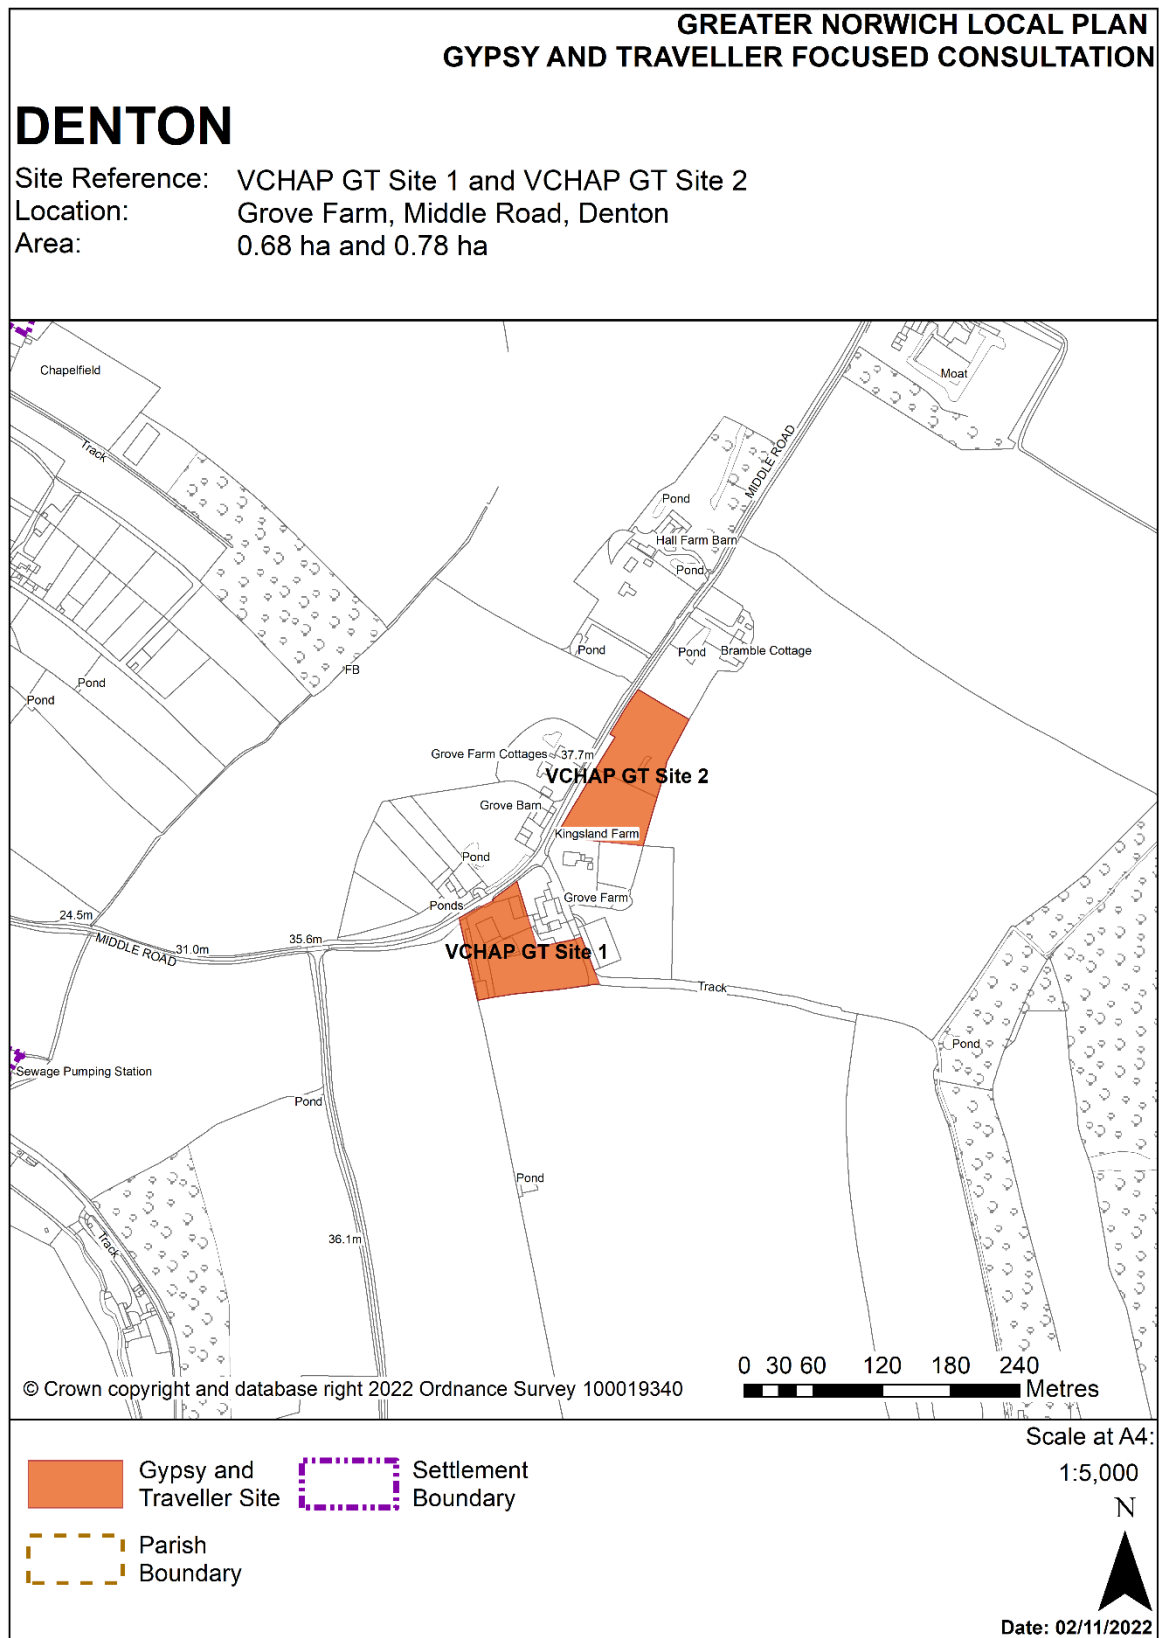 GREATER NORWICH LOCAL PLAN
GYPSY AND TRAVELLER FOCUSED CONSULTATION
DENTON
Site Reference: VCHAP GT Site 1 and VCHAP GT Site 2
Location: Grove Farm, Middle Road, Denton
Area: 0.68 ha and 0.78 ha
Chapelfield
Moat
Track
MIDDLE ROAD
Pond
Hall Farm Barn
Pond
Pond
Pond
Bramble Cottage
FB
Pond
Pond
Grove Farm Cottages
37.7m
VCHAP GT Site 2
Grove Barn
Kingsland Farm
Pond
Grove Farm
Ponds
24.5m
MIDDLE ROAD
31.0m
35.6m
VCHAP GT Site 1
Track
Pond
Sewage Pumping Station
Pond
Pond
Track
36.1m
0 30 60 120 180 240
Metres
© Crown copyright and database right 2022 Ordnance Survey 100019340
Gypsy and
Traveller Site
Settlement
Boundary
Parish
Boundary
Scale at A4:
1:5,000
N
Date: 02/11/2022